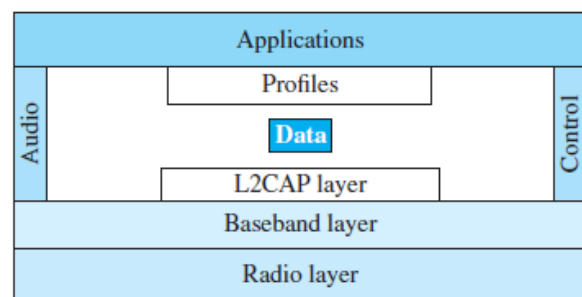 Applications
Profiles
Audio
Data
Control
L2CAP layer
Baseband layer
Radio layer